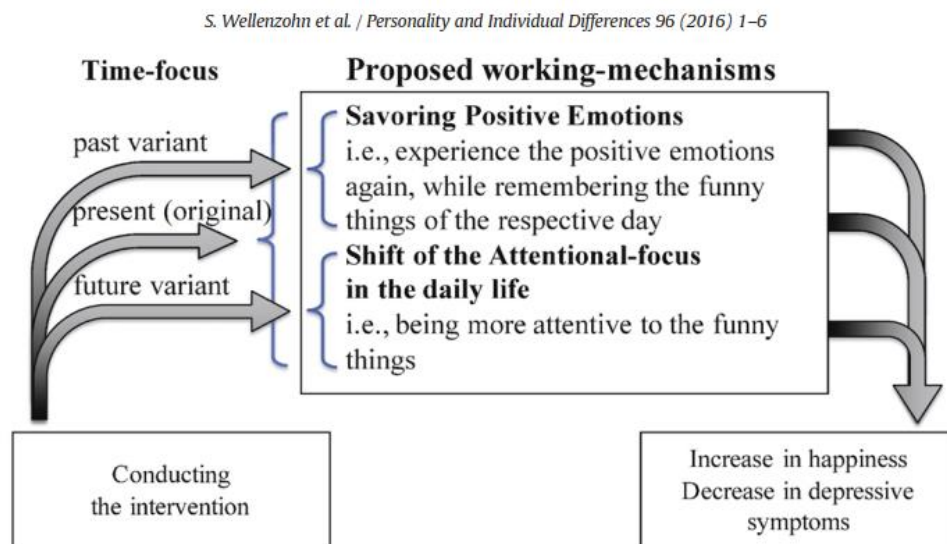 S. Wellenzohn et al. / Personality and Individual Differences 96 (2016) 1–6
Time-focus
Proposed working-mechanisms
past variant
present (original)
future variant
Savoring Positive Emotions
i.e., experience the positive emotions
again, while remembering the funny
things of the respective day
Shift of the Attentional-focus
in the daily life
i.e., being more attentive to the funny
things
Conducting
the intervention
Increase in happiness
Decrease in depressive
symptoms